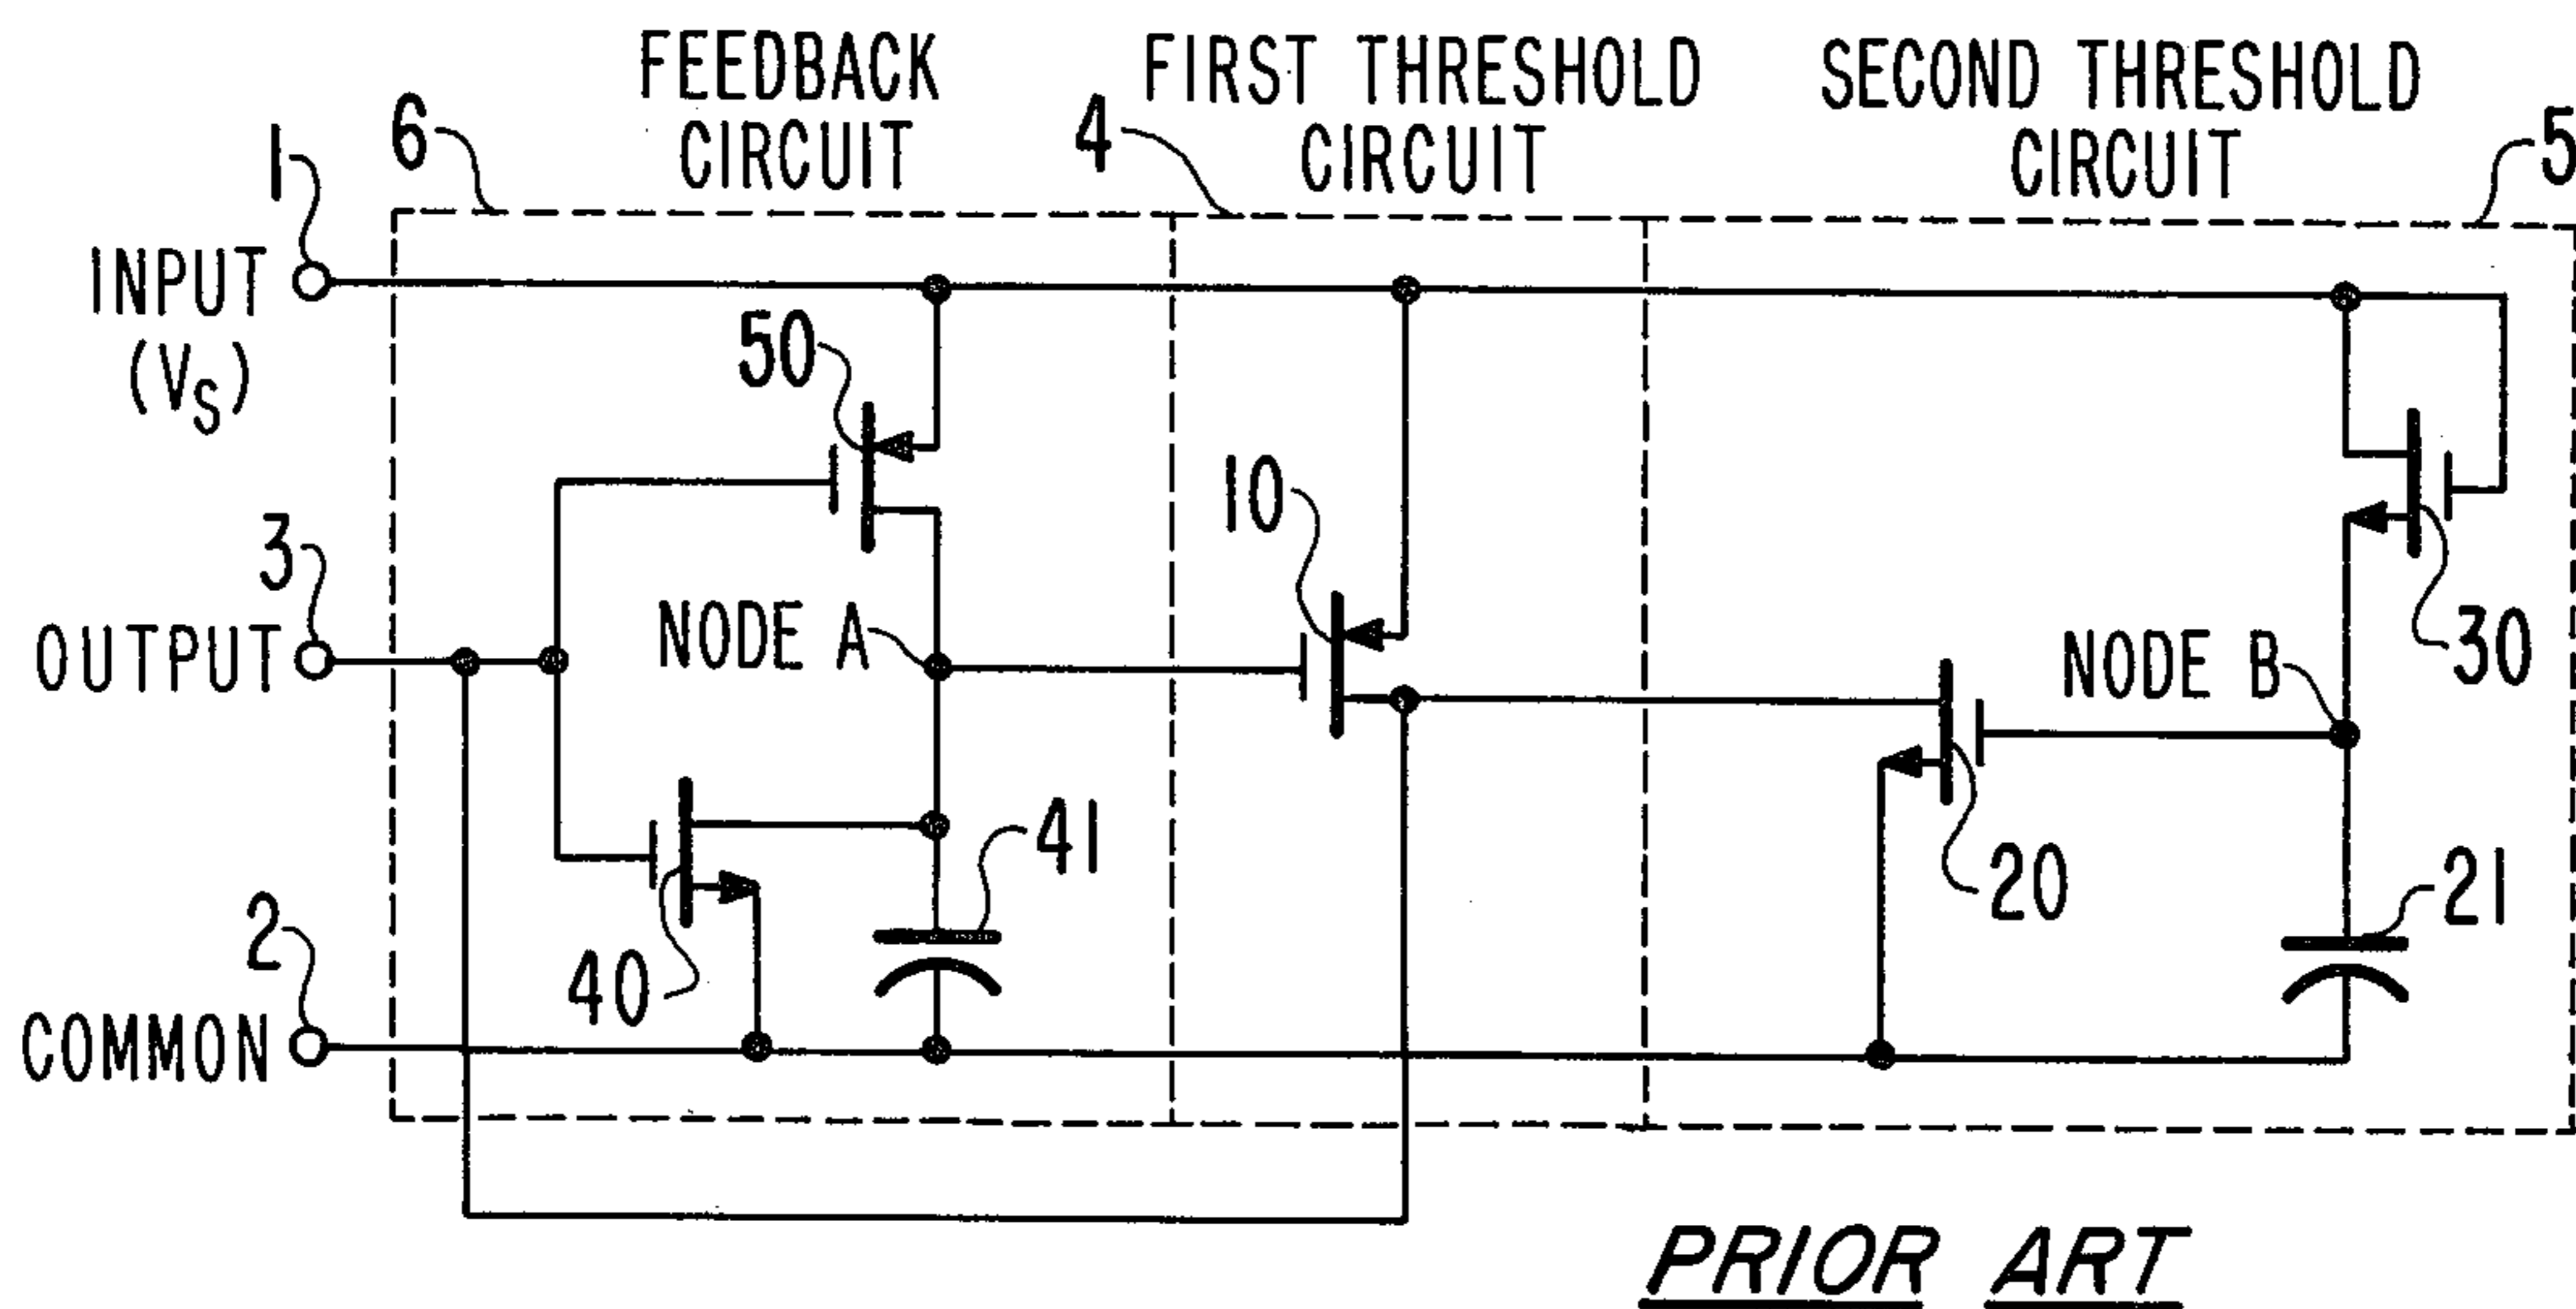 FEEDBACK
CIRCUIT
FIRST THRESHOLD
CIRCUIT
SECOND THRESHOLD
CIRCUIT
6
4
5
1
INPUT
(VS)
50
10
30
3
OUTPUT
NODE A
NODE B
20
41
21
40
2
COMMON
PRIOR ART